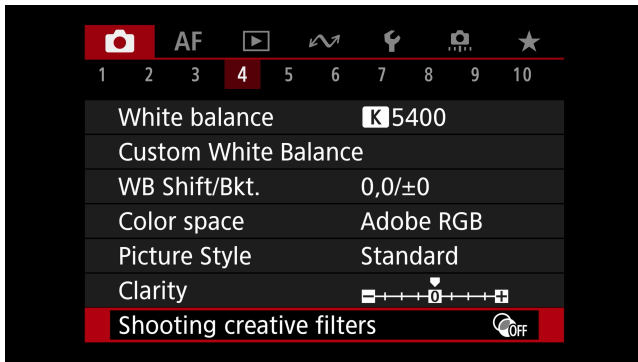 AF
1 2 3 4 5 6 7 8 9 10
White balance K 5400
Custom White Balance
WB Shift/Bkt. 0,0/±0
Color space Adobe RGB
Picture Style Standard
Clarity 0
Shooting creative filters OFF